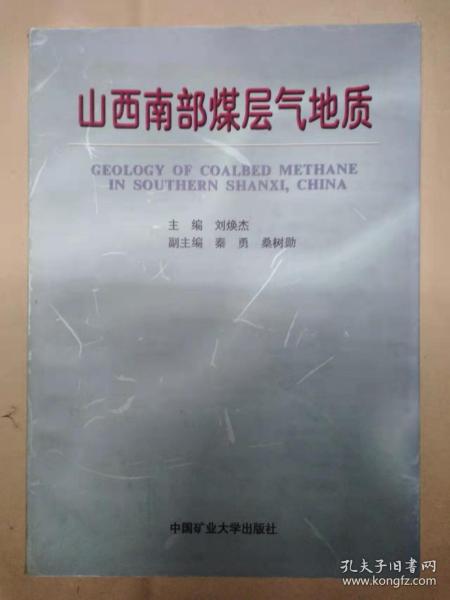 山西南部煤层气地质
GEOLOGY OF COALBED METHANE
IN SOUTHERN SHANXI, CHINA
主 编 刘焕杰
副主编 秦 勇 桑树勋
中国矿业大学出版社
孔夫子旧书网
www.kongfz.com